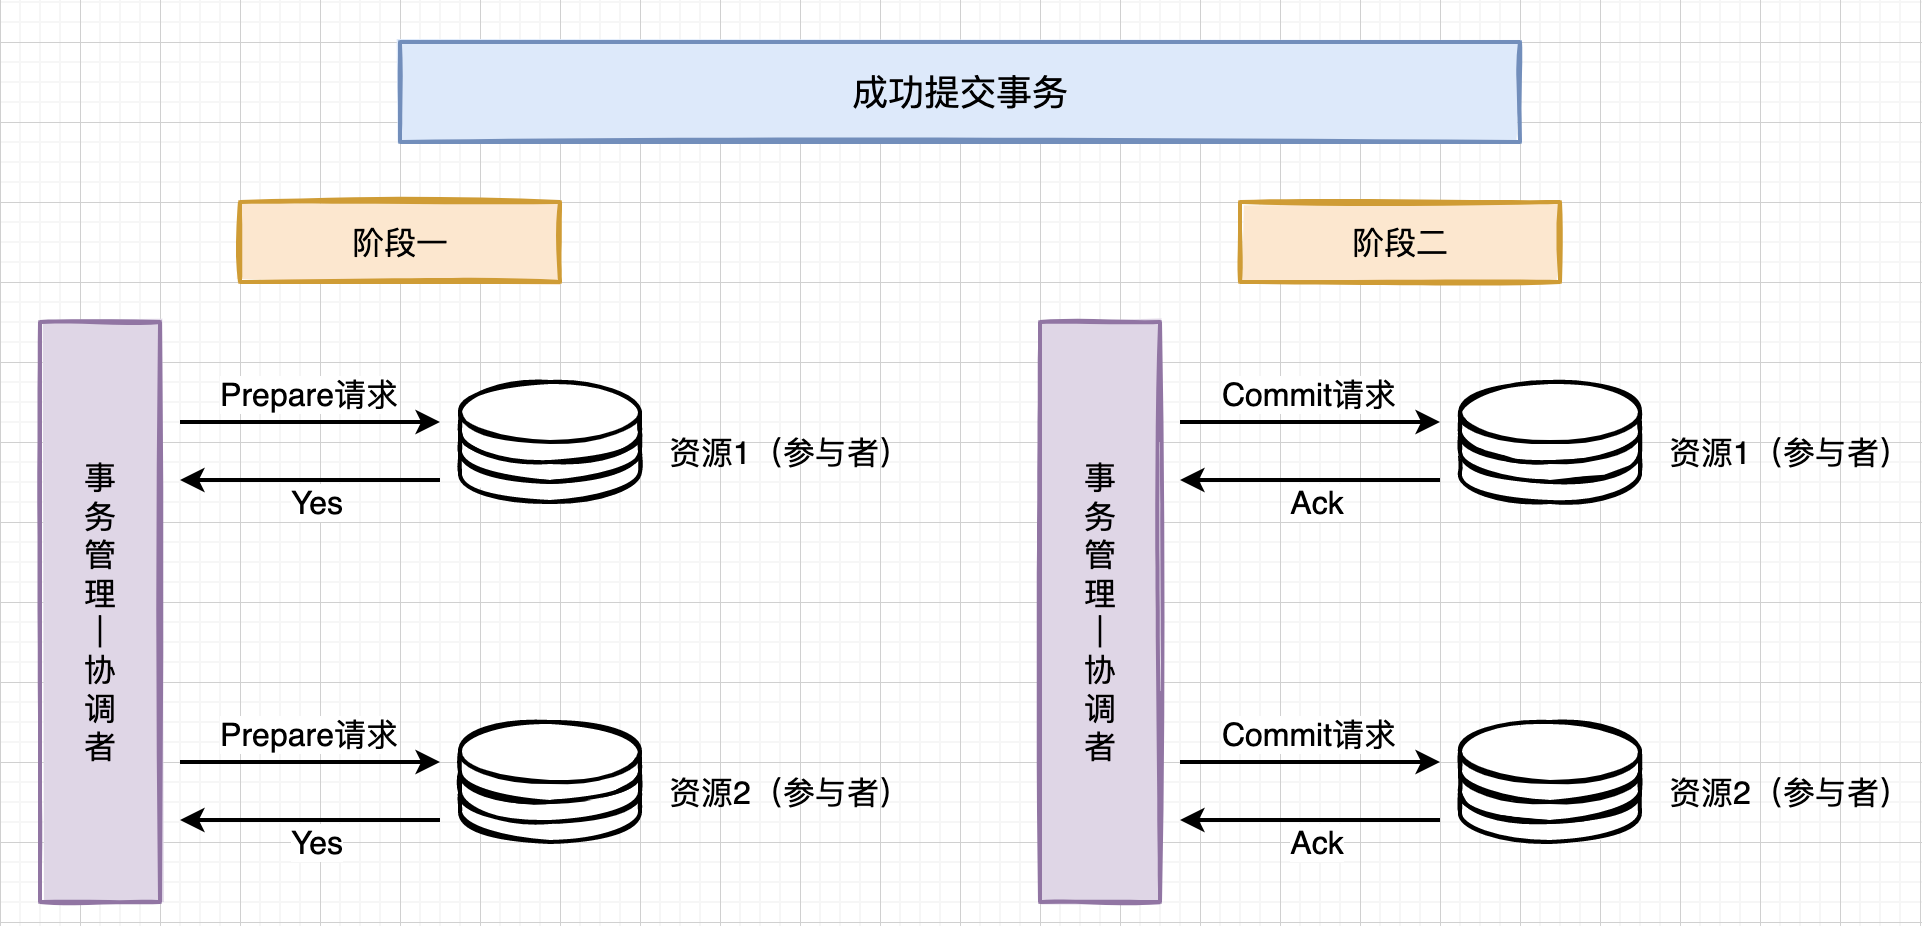 成功提交事务
阶段一
阶段二
事务管理—协调者
Prepare请求
Yes
资源1（参与者）
Prepare请求
Yes
资源2（参与者）
事务管理—协调者
Commit请求
Ack
资源1（参与者）
Commit请求
Ack
资源2（参与者）